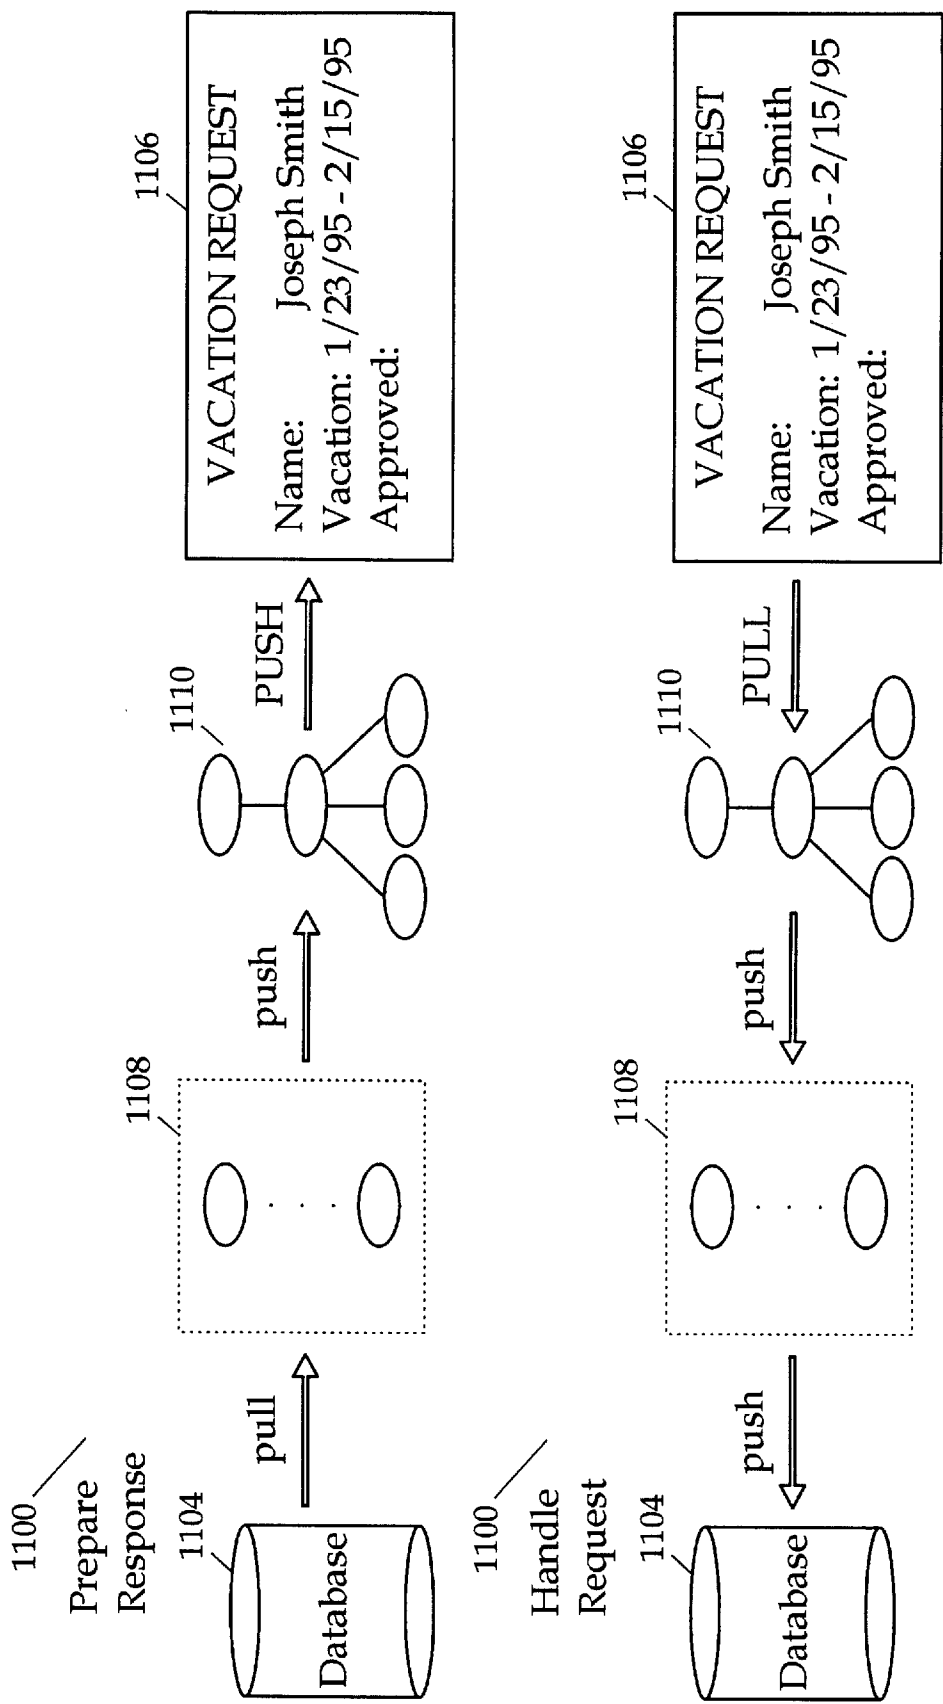 1100
Prepare
Response
1104
Database
pull
1108
push
1110
PUSH
1106
VACATION REQUEST
Name: Joseph Smith
Vacation: 1/23/95 - 2/15/95
Approved:
1100
Handle
Request
1104
Database
push
1108
push
1110
PULL
1106
VACATION REQUEST
Name: Joseph Smith
Vacation: 1/23/95 - 2/15/95
Approved: